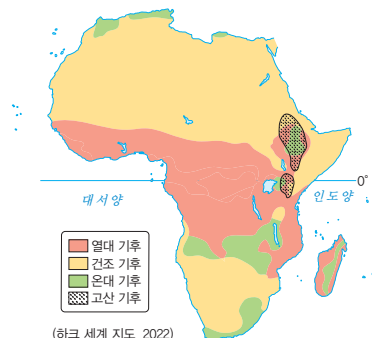 0°
대서양
인도양
열대 기후
건조 기후
온대 기후
고산 기후
(하크 세계 지도, 2022)